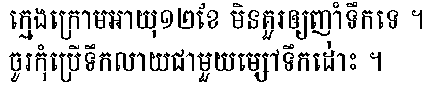 ក្មេងក្រោមអាយុ១២ខែ មិនគួរឲ្យញ៉ាំទឹកទេ ។
ចូរកុំប្រើទឹកលាយជាមួយម្សៅទឹកដោះ ។